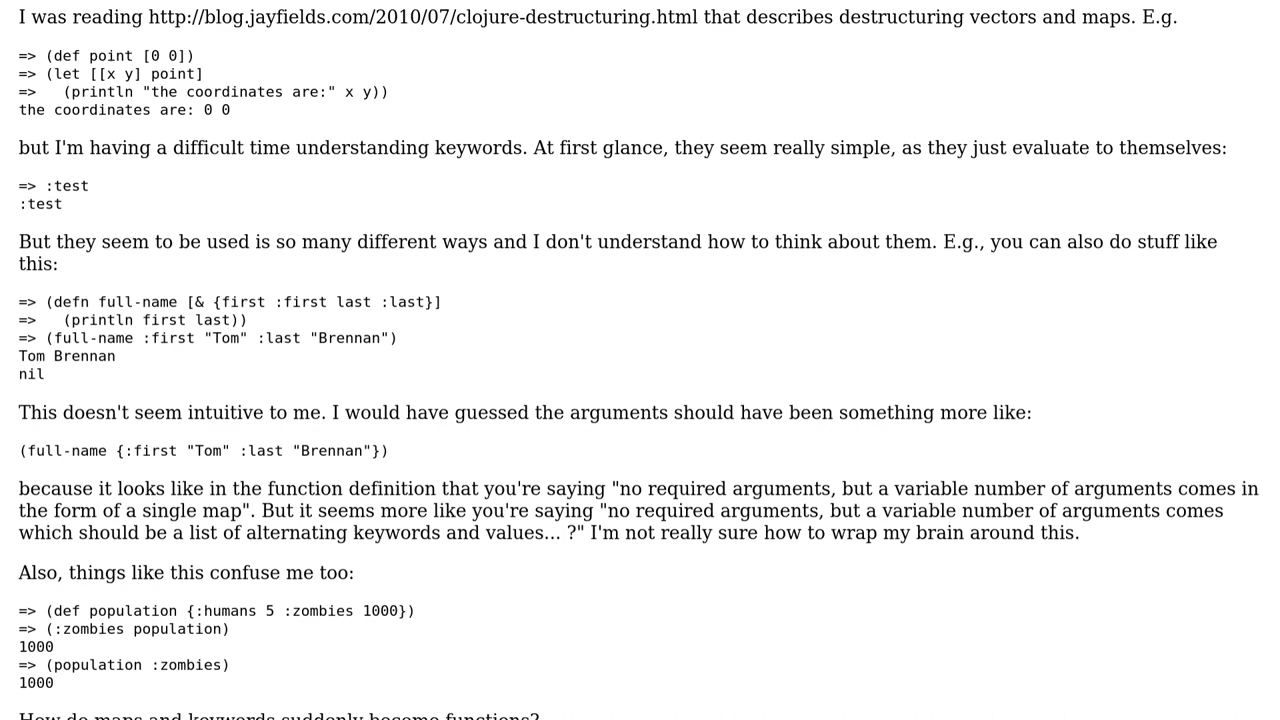 I was reading http://blog.jayfields.com/2010/07/clojure-destructuring.html that describes destructuring vectors and maps. E.g.
=> (def point [0 0])
=> (let [[x y] point]
=>   (println "the coordinates are:" x y))
the coordinates are: 0 0
but I'm having a difficult time understanding keywords. At first glance, they seem really simple, as they just evaluate to themselves:
=> :test
:test
But they seem to be used is so many different ways and I don't understand how to think about them. E.g., you can also do stuff like
this:
=> (defn full-name [& {first :first last :last}]
=>   (println first last))
=> (full-name :first "Tom" :last "Brennan")
Tom Brennan
nil
This doesn't seem intuitive to me. I would have guessed the arguments should have been something more like:
(full-name {:first "Tom" :last "Brennan"})
because it looks like in the function definition that you're saying "no required arguments, but a variable number of arguments comes in
the form of a single map". But it seems more like you're saying "no required arguments, but a variable number of arguments comes
which should be a list of alternating keywords and values... ?" I'm not really sure how to wrap my brain around this.
Also, things like this confuse me too:
=> (def population {:humans 5 :zombies 1000})
=> (:zombies population)
1000
=> (population :zombies)
1000
How do maps and keywords suddenly become functions?